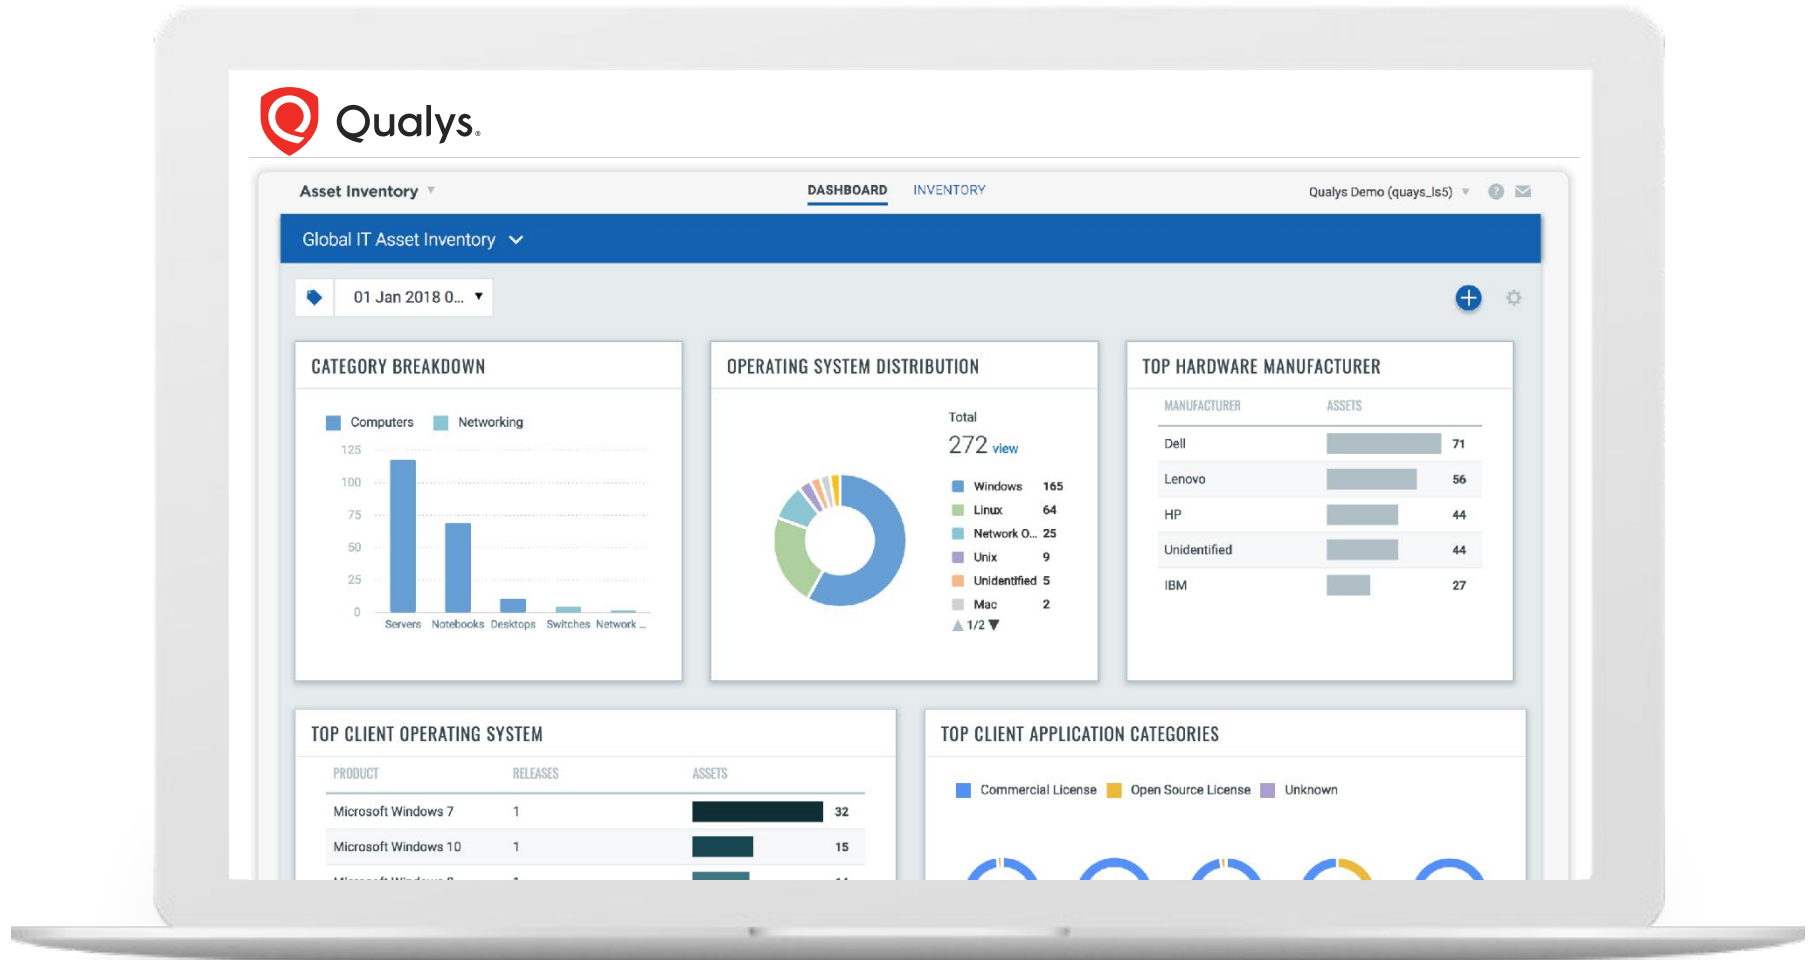 Qualys.
Asset Inventory
DASHBOARD
INVENTORY
Qualys Demo (quays_ls5)
Global IT Asset Inventory
01 Jan 2018 0...
CATEGORY BREAKDOWN
Computers
Networking
125
100
75
50
25
0
Servers
Notebooks
Desktops
Switches
Network ...
OPERATING SYSTEM DISTRIBUTION
Total
272 view
Windows 165
Linux 64
Network O... 25
Unix 9
Unidentified 5
Mac 2
1/2
TOP HARDWARE MANUFACTURER
MANUFACTURER ASSETS
Dell 71
Lenovo 56
HP 44
Unidentified 44
IBM 27
TOP CLIENT OPERATING SYSTEM
PRODUCT RELEASES ASSETS
Microsoft Windows 7 1 32
Microsoft Windows 10 1 15
TOP CLIENT APPLICATION CATEGORIES
Commercial License
Open Source License
Unknown